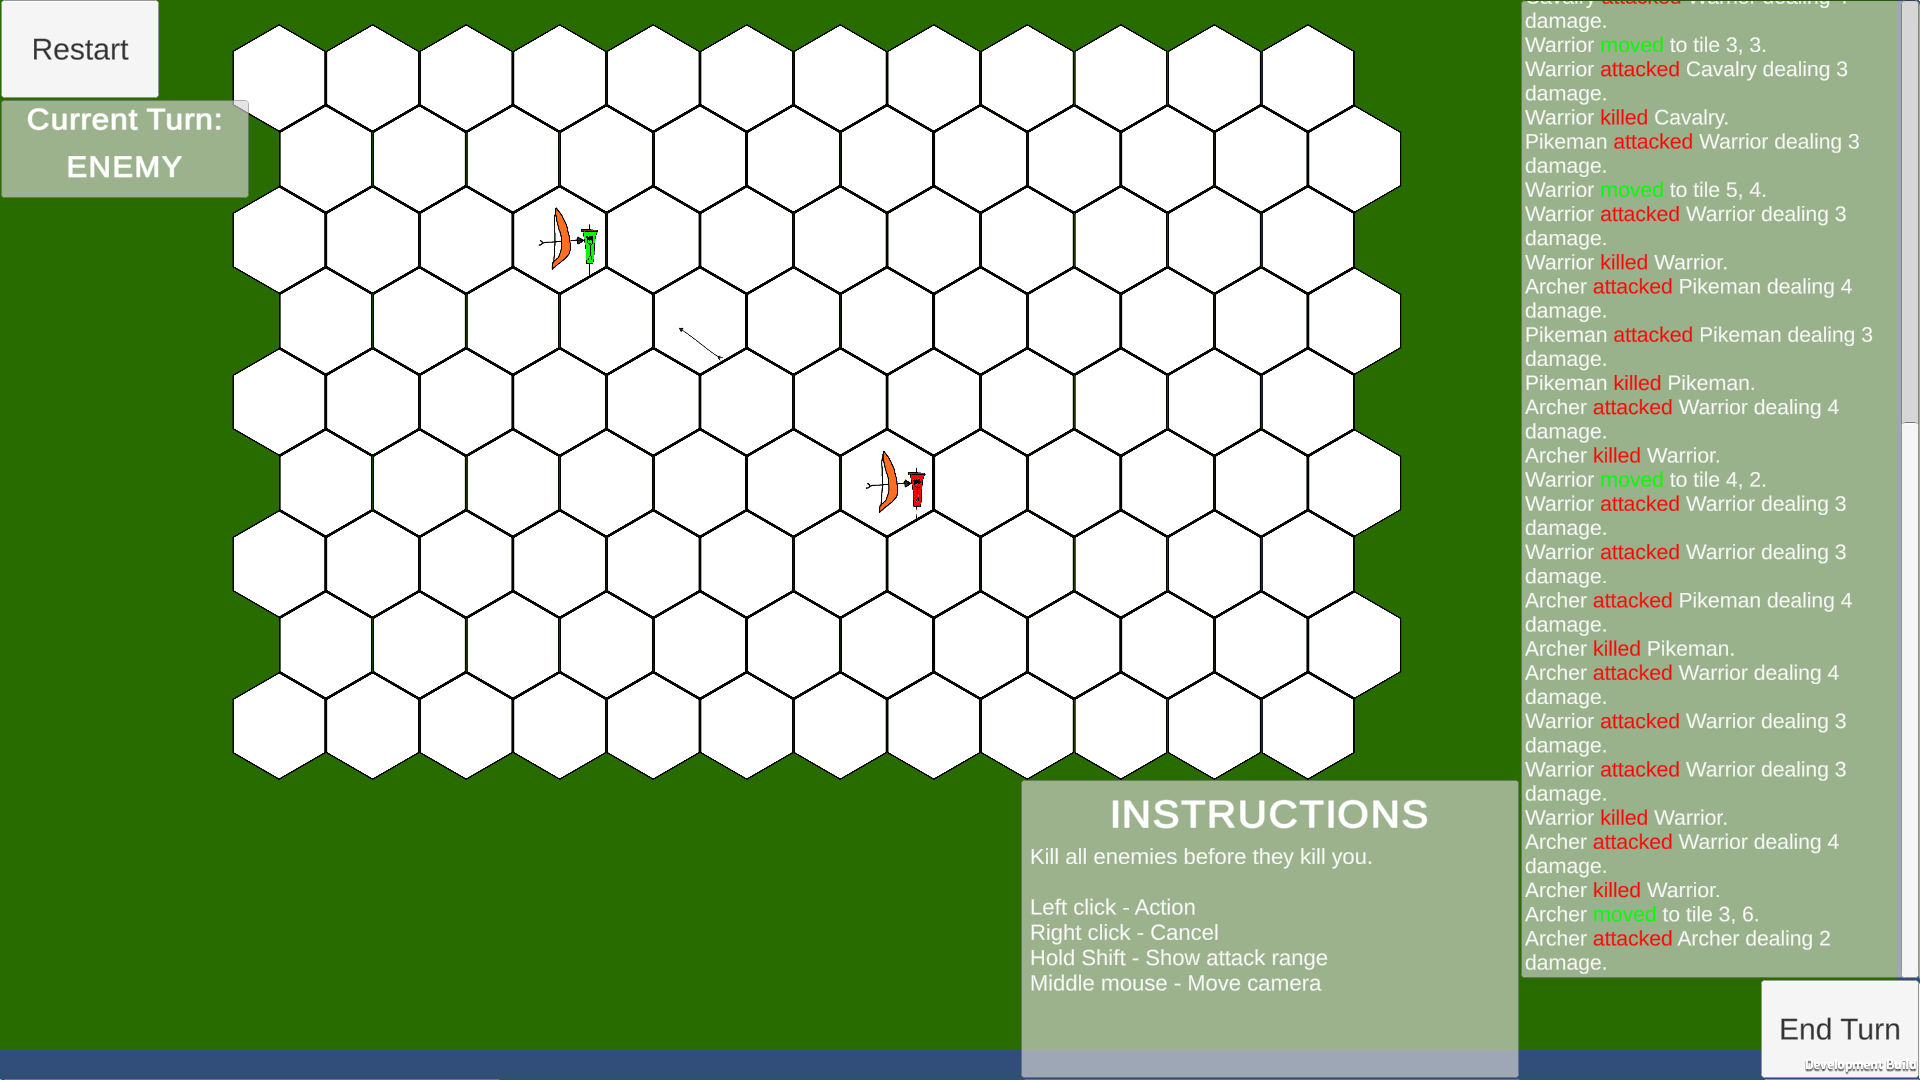 Restart
Current Turn:
ENEMY
Cavalry attacked Warrior dealing 4
damage.
Warrior moved to tile 3, 3.
Warrior attacked Cavalry dealing 3
damage.
Warrior killed Cavalry.
Pikeman attacked Warrior dealing 3
damage.
Warrior moved to tile 5, 4.
Warrior attacked Warrior dealing 3
damage.
Warrior killed Warrior.
Archer attacked Pikeman dealing 4
damage.
Pikeman attacked Pikeman dealing 3
damage.
Pikeman killed Pikeman.
Archer attacked Warrior dealing 4
damage.
Archer killed Warrior.
Warrior moved to tile 4, 2.
Warrior attacked Warrior dealing 3
damage.
Warrior attacked Warrior dealing 3
damage.
Archer attacked Pikeman dealing 4
damage.
Archer killed Pikeman.
Archer attacked Warrior dealing 4
damage.
Warrior attacked Warrior dealing 3
damage.
Warrior attacked Warrior dealing 3
damage.
Warrior killed Warrior.
Archer attacked Warrior dealing 4
damage.
Archer killed Warrior.
Archer moved to tile 3, 6.
Archer attacked Archer dealing 2
damage.
INSTRUCTIONS
Kill all enemies before they kill you.
Left click - Action
Right click - Cancel
Hold Shift - Show attack range
Middle mouse - Move camera
End Turn
Development Build